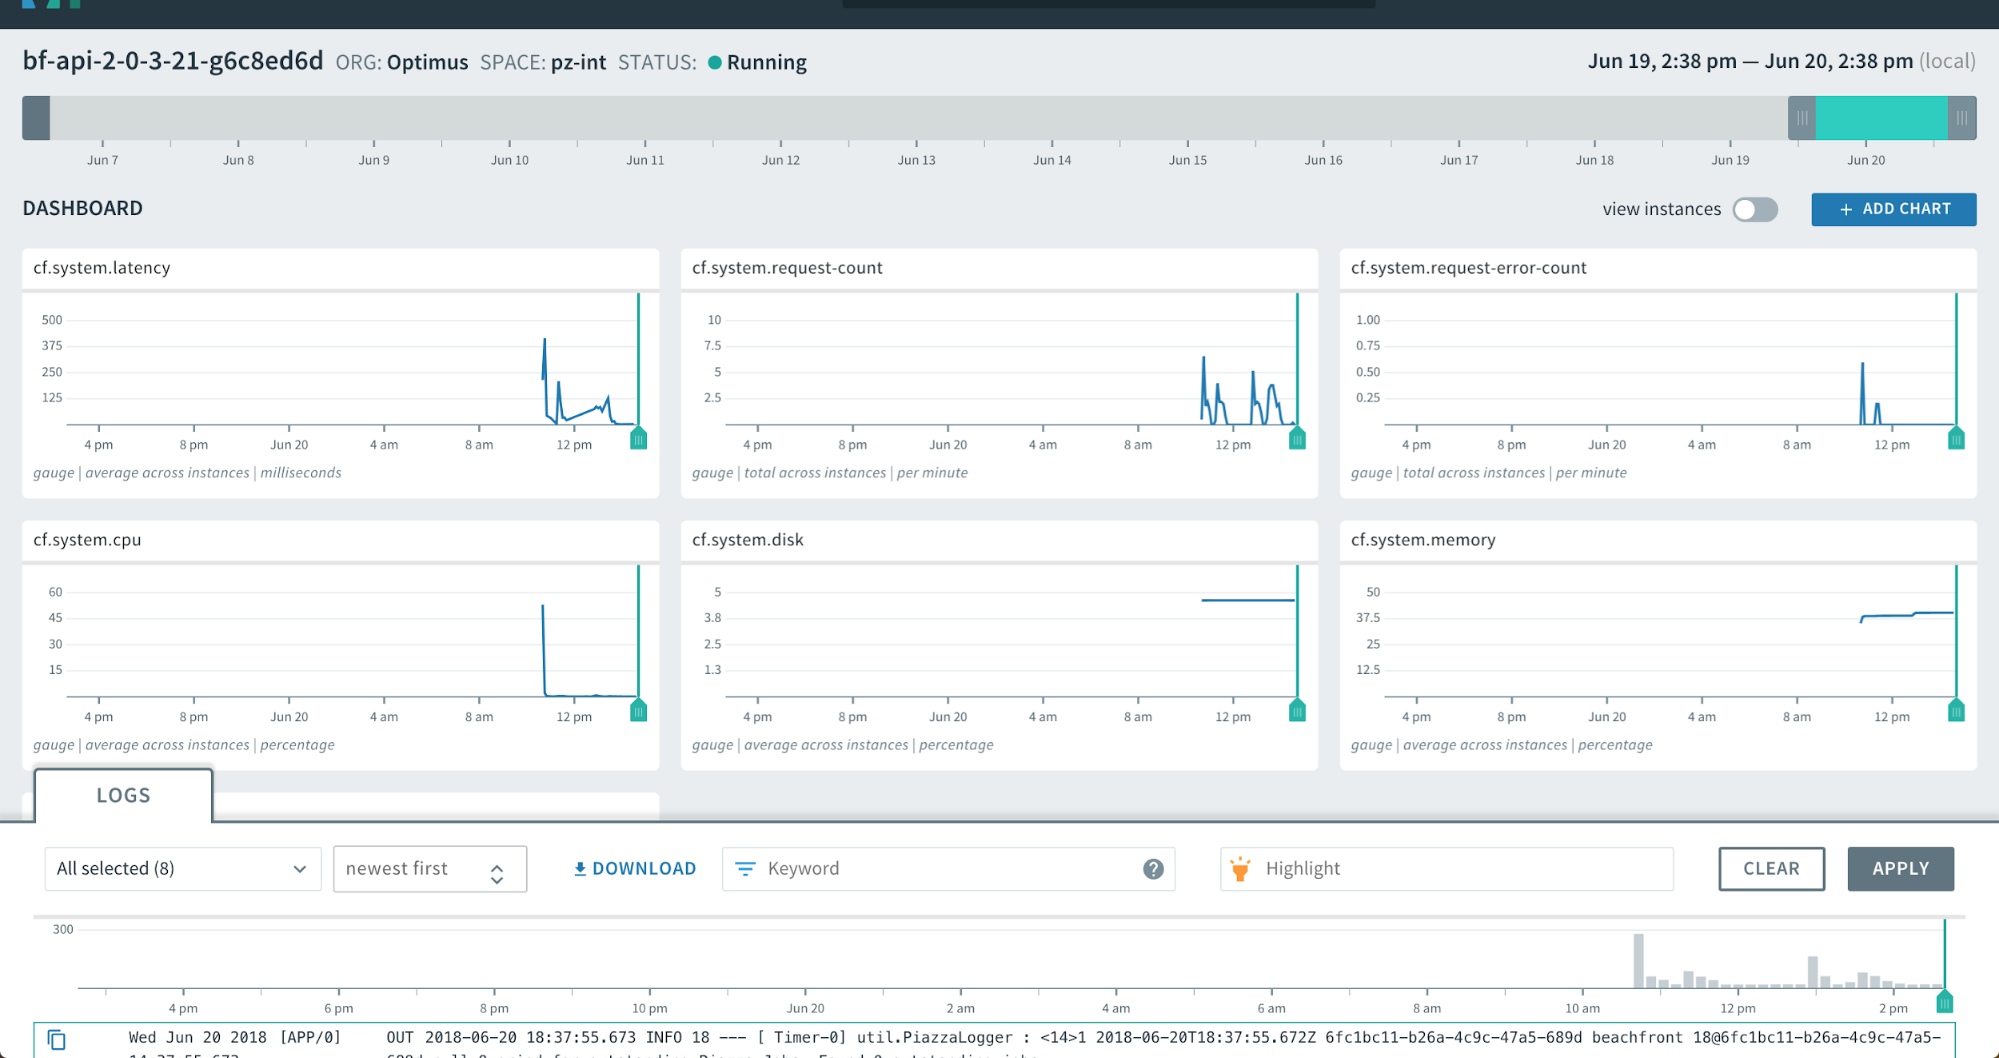 bf-api-2-0-3-21-g6c8ed6d ORG: Optimus SPACE: pz-int STATUS: Running
Jun 19, 2:38 pm — Jun 20, 2:38 pm (local)
Jun 7 Jun 8 Jun 9 Jun 10 Jun 11 Jun 12 Jun 13 Jun 14 Jun 15 Jun 16 Jun 17 Jun 18 Jun 19 Jun 20
DASHBOARD
view instances
+ ADD CHART
cf.system.latency
500
375
250
125
4 pm 8 pm Jun 20 4 am 8 am 12 pm
gauge | average across instances | milliseconds
cf.system.request-count
10
7.5
5
2.5
4 pm 8 pm Jun 20 4 am 8 am 12 pm
gauge | total across instances | per minute
cf.system.request-error-count
1.00
0.75
0.50
0.25
4 pm 8 pm Jun 20 4 am 8 am 12 pm
gauge | total across instances | per minute
cf.system.cpu
60
45
30
15
4 pm 8 pm Jun 20 4 am 8 am 12 pm
gauge | average across instances | percentage
cf.system.disk
5
3.8
2.5
1.3
4 pm 8 pm Jun 20 4 am 8 am 12 pm
gauge | average across instances | percentage
cf.system.memory
50
37.5
25
12.5
4 pm 8 pm Jun 20 4 am 8 am 12 pm
gauge | average across instances | percentage
LOGS
All selected (8)
newest first
DOWNLOAD
Keyword
?
Highlight
CLEAR
APPLY
300
4 pm 6 pm 8 pm 10 pm Jun 20 2 am 4 am 6 am 8 am 10 am 12 pm 2 pm
Wed Jun 20 2018 [APP/0] OUT 2018-06-20 18:37:55.673 INFO 18 --- [ Timer-0] util.PiazzaLogger : <14>1 2018-06-20T18:37:55.672Z 6fc1bc11-b26a-4c9c-47a5-689d beachfront 18@6fc1bc11-b26a-4c9c-47a5-